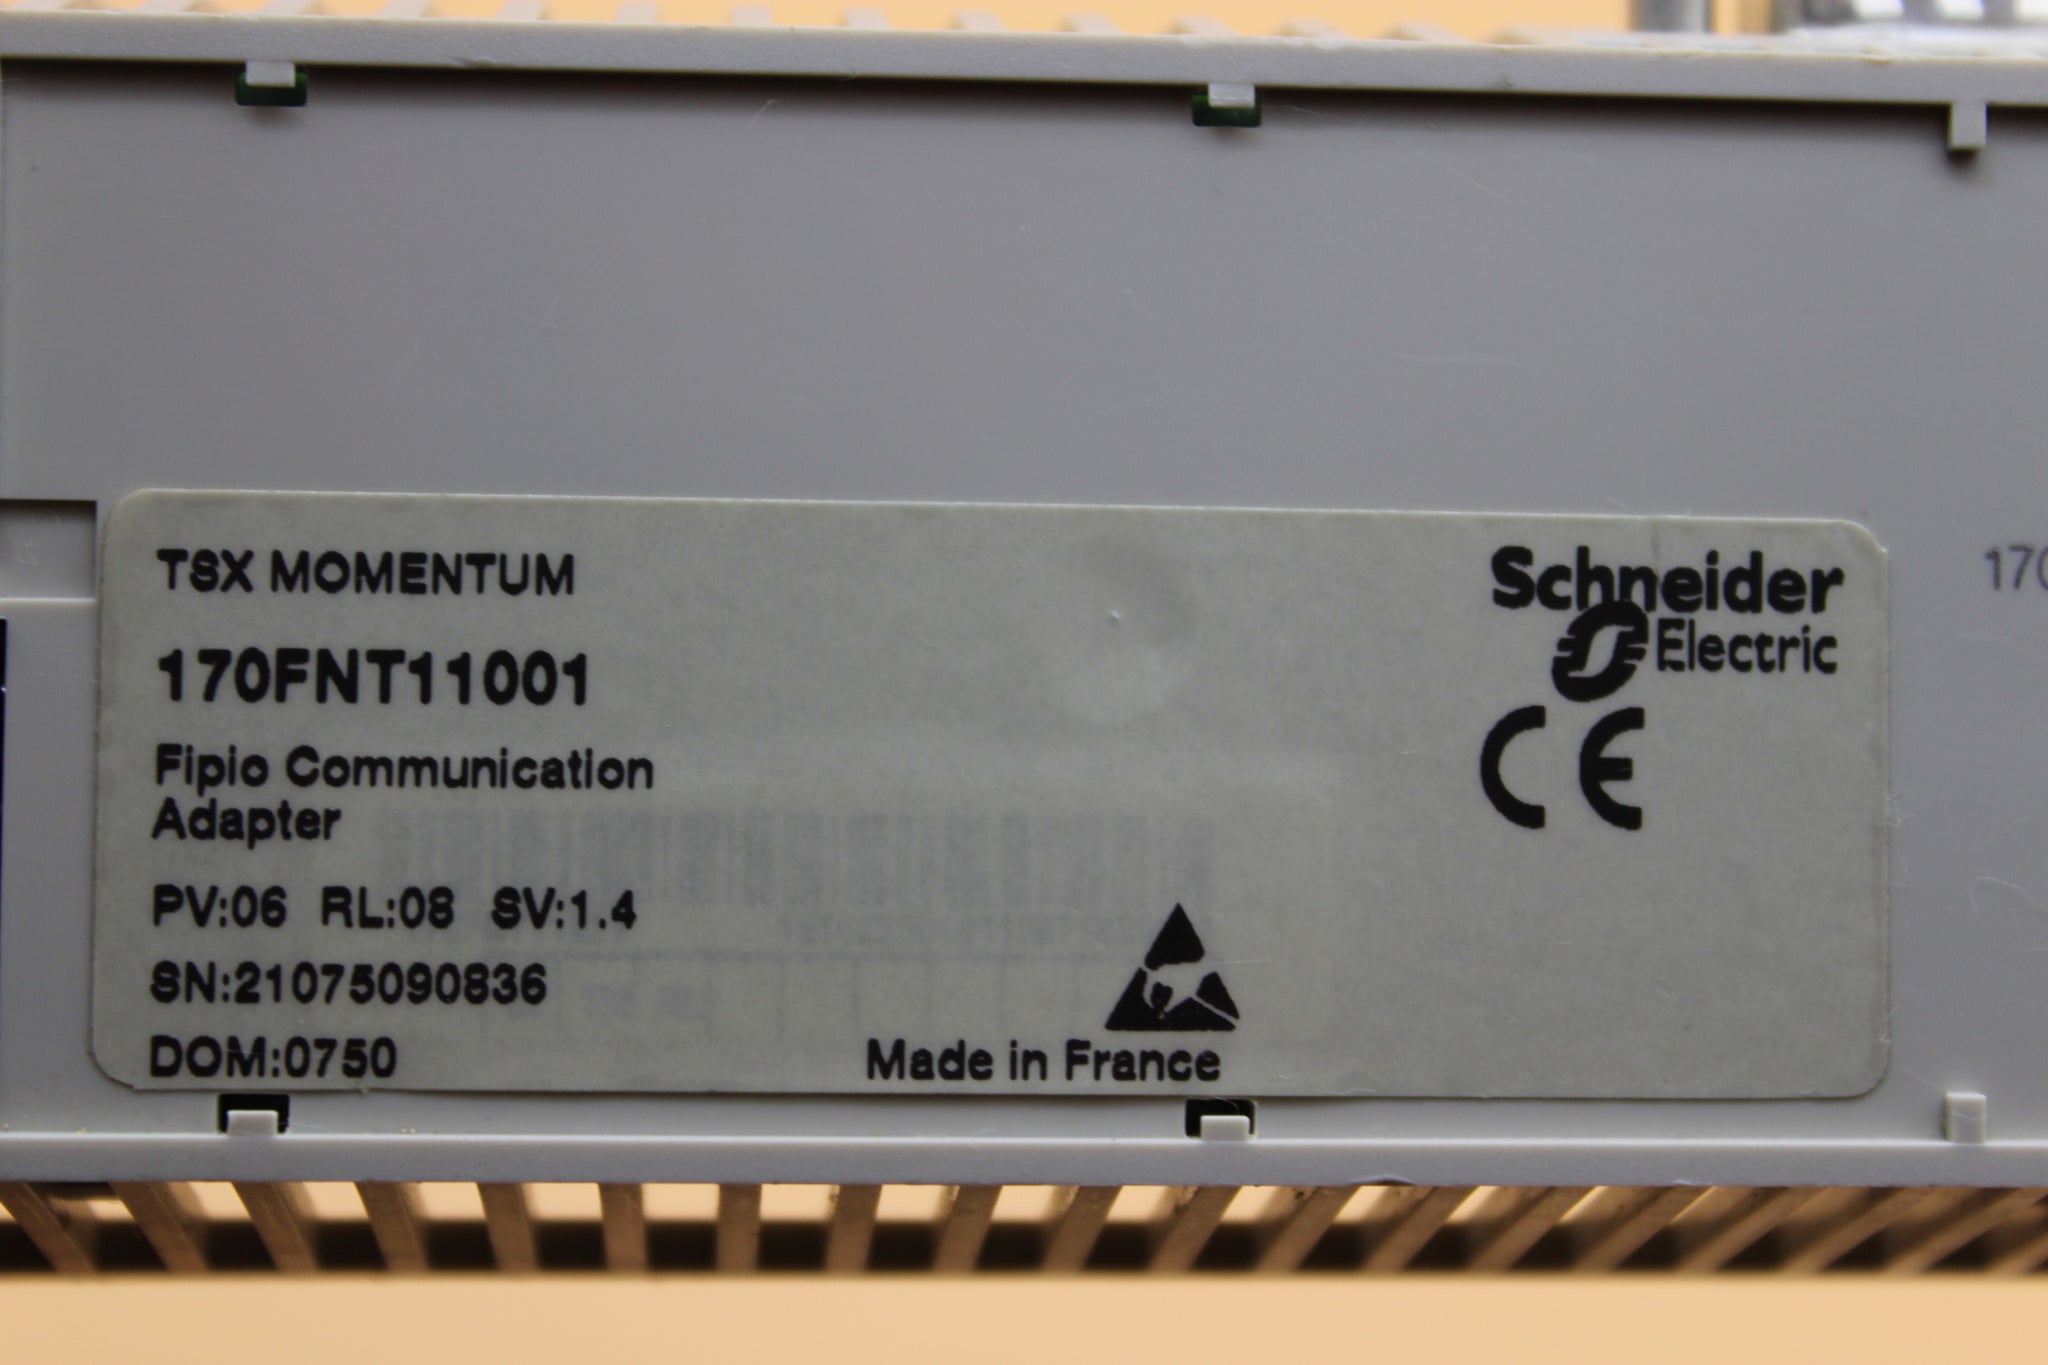 TSX MOMENTUM
170FNT11001
Fipio Communication
Adapter
PV:06 RL:08 SV:1.4
SN:21075090836
DOM:0750
Made in France
Schneider
Electric
CE
170